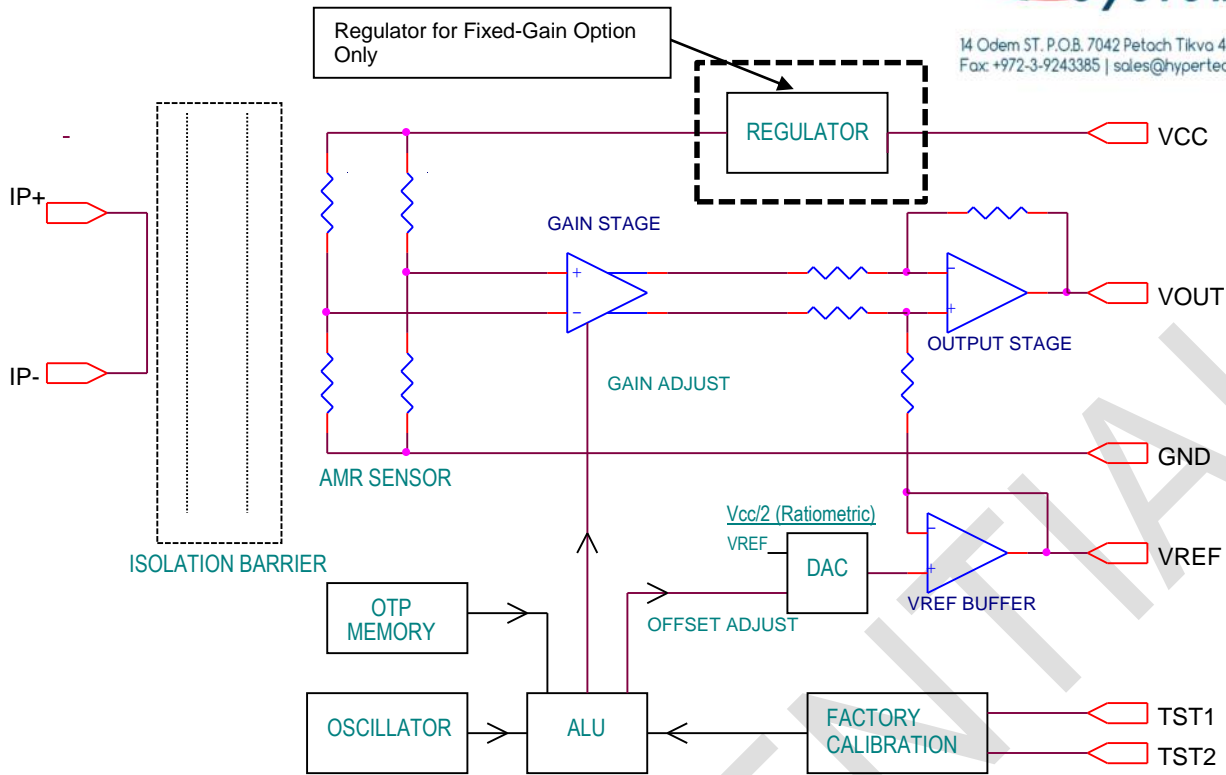 14 Odem ST. P.O.B. 7042 Petach Tikva 4
Fax: +972-3-9243385 | sales@hypertec
Regulator for Fixed-Gain Option
Only
REGULATOR
VCC
IP+
GAIN STAGE
+
-
-
+
VOUT
OUTPUT STAGE
IP-
GAIN ADJUST
GND
AMR SENSOR
ISOLATION BARRIER
Vcc/2 (Ratiometric)
VREF
DAC
-
+
VREF
VREF BUFFER
OTP
MEMORY
OFFSET ADJUST
OSCILLATOR
ALU
FACTORY
CALIBRATION
TST1
TST2